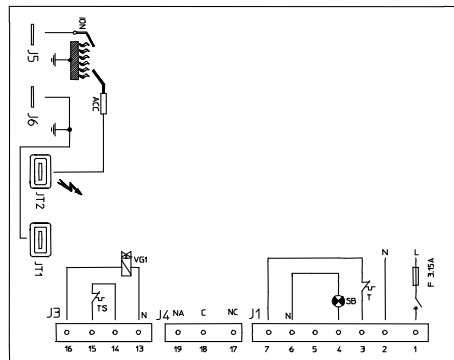 J5
ION
J6
ACC
JT2
JT1
VG1
TS
N
SB
T
N
L
F 3.15A
J3
J4
NA
C
NC
J1
N
16
15
14
13
19
18
17
7
6
5
4
3
2
1